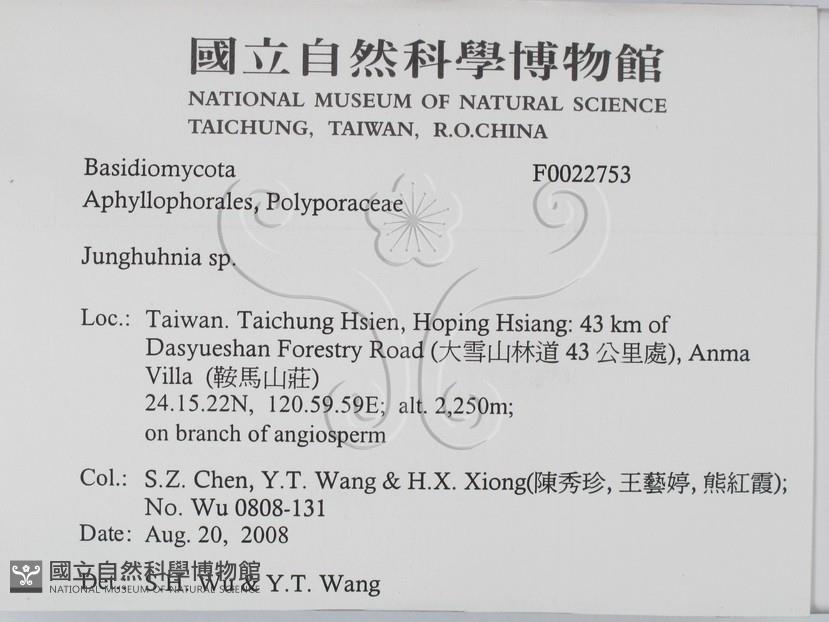 國立自然科學博物館
NATIONAL MUSEUM OF NATURAL SCIENCE
TAICHUNG, TAIWAN, R.O.CHINA
Basidiomycota F0022753
Aphyllophorales, Polyporaceae
Junghuhnia sp.
Loc.: Taiwan. Taichung Hsien, Hoping Hsiang: 43 km of
Dasyueshan Forestry Road (大雪山林道 43 公里處), Anma
Villa (鞍馬山莊)
24.15.22N, 120.59.59E; alt. 2,250m;
on branch of angiosperm
Col.: S.Z. Chen, Y.T. Wang & H.X. Xiong(陳秀珍, 王藝婷, 熊紅霞);
No. Wu 0808-131
Date: Aug. 20, 2008
Det.: S.H. Wu & Y.T. Wang
國立自然科學博物館
NATIONAL MUSEUM OF NATURAL SCIENCE